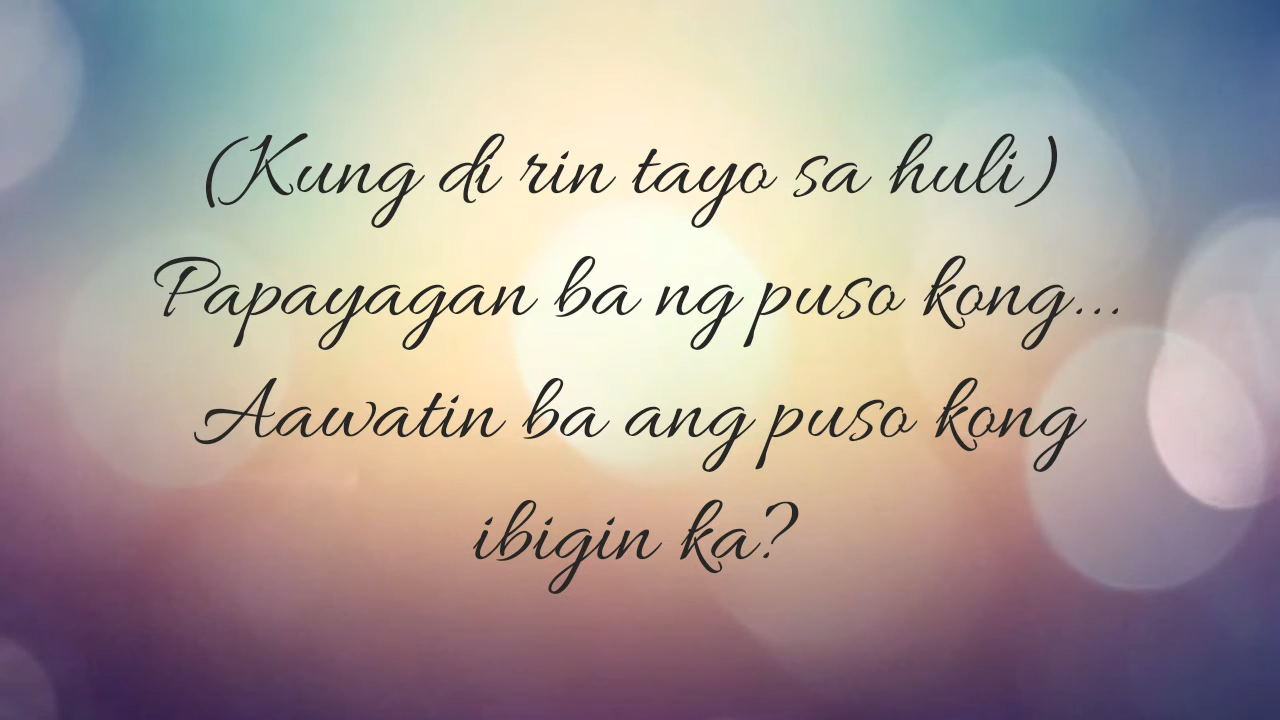 (Kung di rin tayo sa huli)
Papayagan ba ng puso kong...
Aawatin ba ang puso kong
ibigin ka?